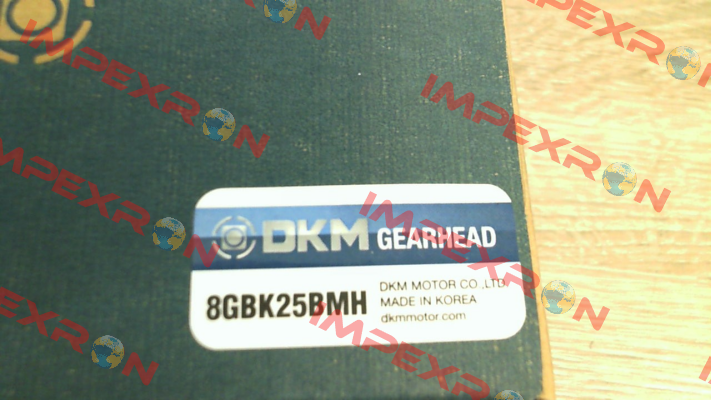 DKM GEARHEAD
8GBK25BMH
DKM MOTOR CO.,LTD.
MADE IN KOREA
dkmmotor.com
IMPEXRON
IMPEXRON
IMPEXRON
IMPEXRON
IMPEXRON
IMPEXRON
IMPEXRON
IMPEXRON